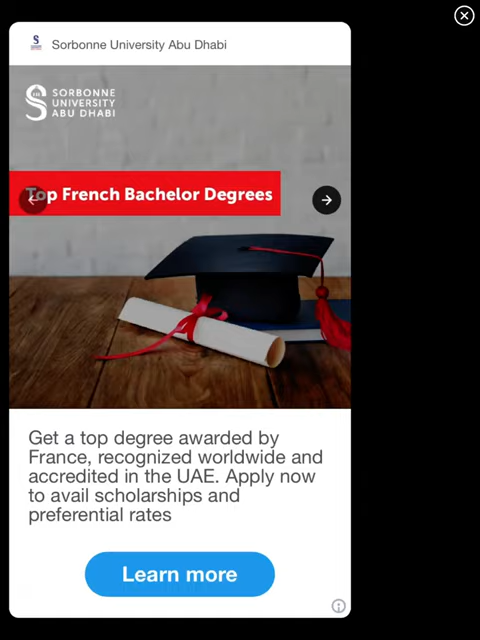 Sorbonne University Abu Dhabi
SORBONNE
UNIVERSITY
ABU DHABI
Top French Bachelor Degrees
Get a top degree awarded by
France, recognized worldwide and
accredited in the UAE. Apply now
to avail scholarships and
preferential rates
Learn more